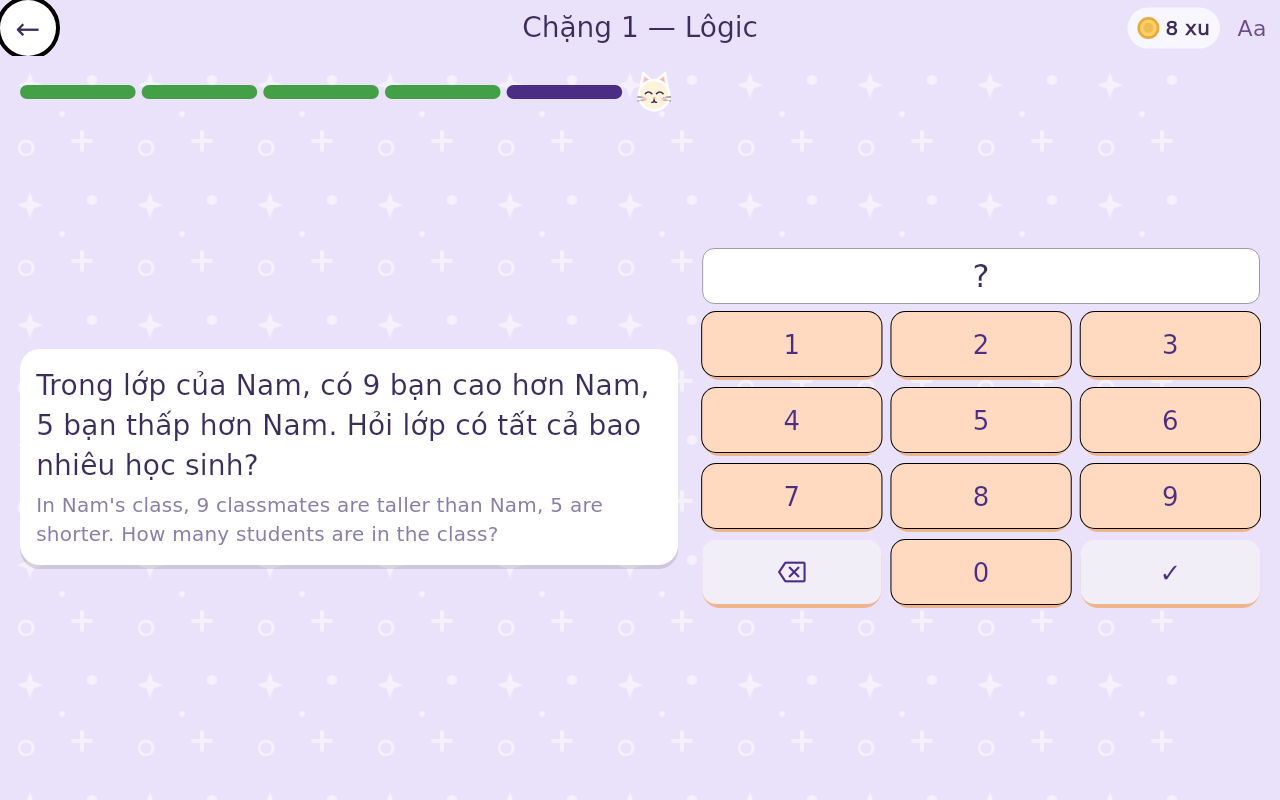 ←
Chặng 1 — Lôgic
8 xu
Aa
Trong lớp của Nam, có 9 bạn cao hơn Nam,
5 bạn thấp hơn Nam. Hỏi lớp có tất cả bao
nhiêu học sinh?
In Nam's class, 9 classmates are taller than Nam, 5 are
shorter. How many students are in the class?
?
1 2 3
4 5 6
7 8 9
0 ✓